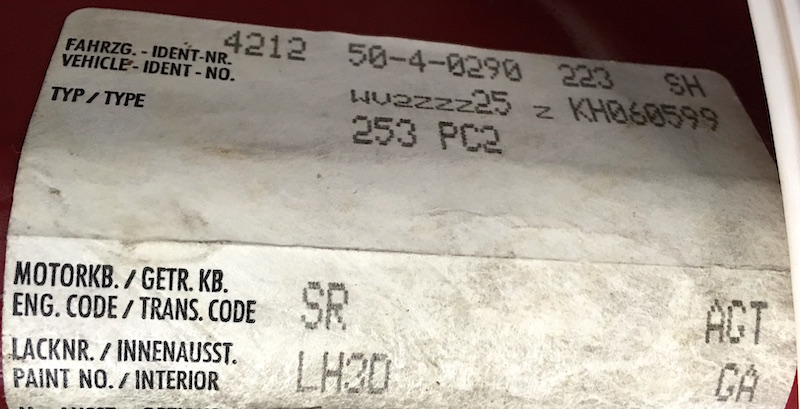 4212 50-4-0290 223 SH
FAHRZG. - IDENT-NR.
VEHICLE - IDENT - NO. WV2ZZZ25 Z KH060599
TYP / TYPE 253 PC2
MOTORKB. / GETR. KB.
ENG. CODE / TRANS. CODE SR AGT
LACKNR. / INNENAUSST.
PAINT NO. / INTERIOR LH3D GA